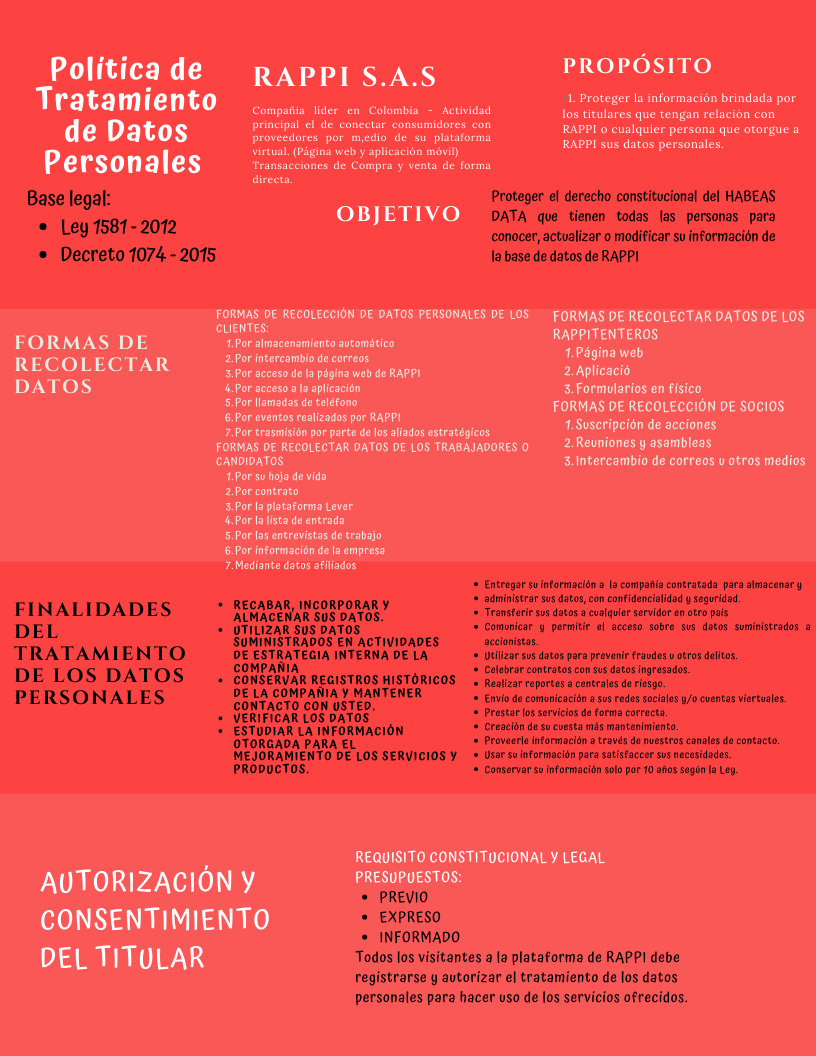 Política de
Tratamiento
de Datos
Personales
Base legal:
Ley 1581 - 2012
Decreto 1074 - 2015
RAPPI S.A.S
Compañia líder en Colombia - Actividad
principal el de conectar consumidores con
proveedores por m,edio de su plataforma
virtual. (Página web y aplicación móvil)
Transacciones de Compra y venta de forma
directa.
PROPÓSITO
1. Proteger la información brindada por
los titulares que tengan relación con
RAPPI o cualquier persona que otorgue a
RAPPI sus datos personales.
OBJETIVO
Proteger el derecho constitucional del HABEAS
DATA que tienen todas las personas para
conocer, actualizar o modificar su información de
la base de datos de RAPPI
FORMAS DE
RECOLECTAR
DATOS
FORMAS DE RECOLECCIÓN DE DATOS PERSONALES DE LOS
CLIENTES:
1. Por almacenamiento automático
2. Por intercambio de correos
3. Por acceso de la página web de RAPPI
4. Por acceso a la aplicación
5. Por llamadas de teléfono
6. Por eventos realizados por RAPPI
7. Por trasmisión por parte de los aliados estratégicos
FORMAS DE RECOLECTAR DATOS DE LOS TRABAJADORES O
CANDIDATOS
1. Por su hoja de vida
2. Por contrato
3. Por la plataforma Lever
4. Por la lista de entrada
5. Por las entrevistas de trabajo
6. Por información de la empresa
7. Mediante datos afiliados
FORMAS DE RECOLECTAR DATOS DE LOS
RAPPITENTEROS
1. Página web
2. Aplicació
3. Formularios en físico
FORMAS DE RECOLECCIÓN DE SOCIOS
1. Suscripción de acciones
2. Reuniones y asambleas
3. Intercambio de correos u otros medios
FINALIDADES
DEL
TRATAMIENTO
DE LOS DATOS
PERSONALES
RECABAR, INCORPORAR Y
ALMACENAR SUS DATOS.
UTILIZAR SUS DATOS
SUMINISTRADOS EN ACTIVIDADES
DE ESTRATEGIA INTERNA DE LA
COMPAÑIA
CONSERVAR REGISTROS HISTÓRICOS
DE LA COMPAÑIA Y MANTENER
CONTACTO CON USTED.
VERIFICAR LOS DATOS
ESTUDIAR LA INFORMACIÓN
OTORGADA PARA EL
MEJORAMIENTO DE LOS SERVICIOS Y
PRODUCTOS.
Entregar su información a la compañia contratada para almacenar y
administrar sus datos, con confidencialidad y seguridad.
Transferir sus datos a cualquier servidor en otro país
Comunicar y permitir el acceso sobre sus datos suministrados a
accionistas.
Utilizar sus datos para prevenir fraudes u otros delitos.
Celebrar contratos con sus datos ingresados.
Realizar reportes a centrales de riesgo.
Envío de comunicación a sus redes sociales y/o cuentas viertuales.
Prestar los servicios de forma correcta.
Creación de su cuesta más mantenimiento.
Proveerle información a través de nuestros canales de contacto.
Usar su información para satisfaccer sus necesidades.
Conservar su información solo por 10 años según la Ley.
AUTORIZACIÓN Y
CONSENTIMIENTO
DEL TITULAR
REQUISITO CONSTITUCIONAL Y LEGAL
PRESUPUESTOS:
PREVIO
EXPRESO
INFORMADO
Todos los visitantes a la plataforma de RAPPI debe
registrarse y autorizar el tratamiento de los datos
personales para hacer uso de los servicios ofrecidos.